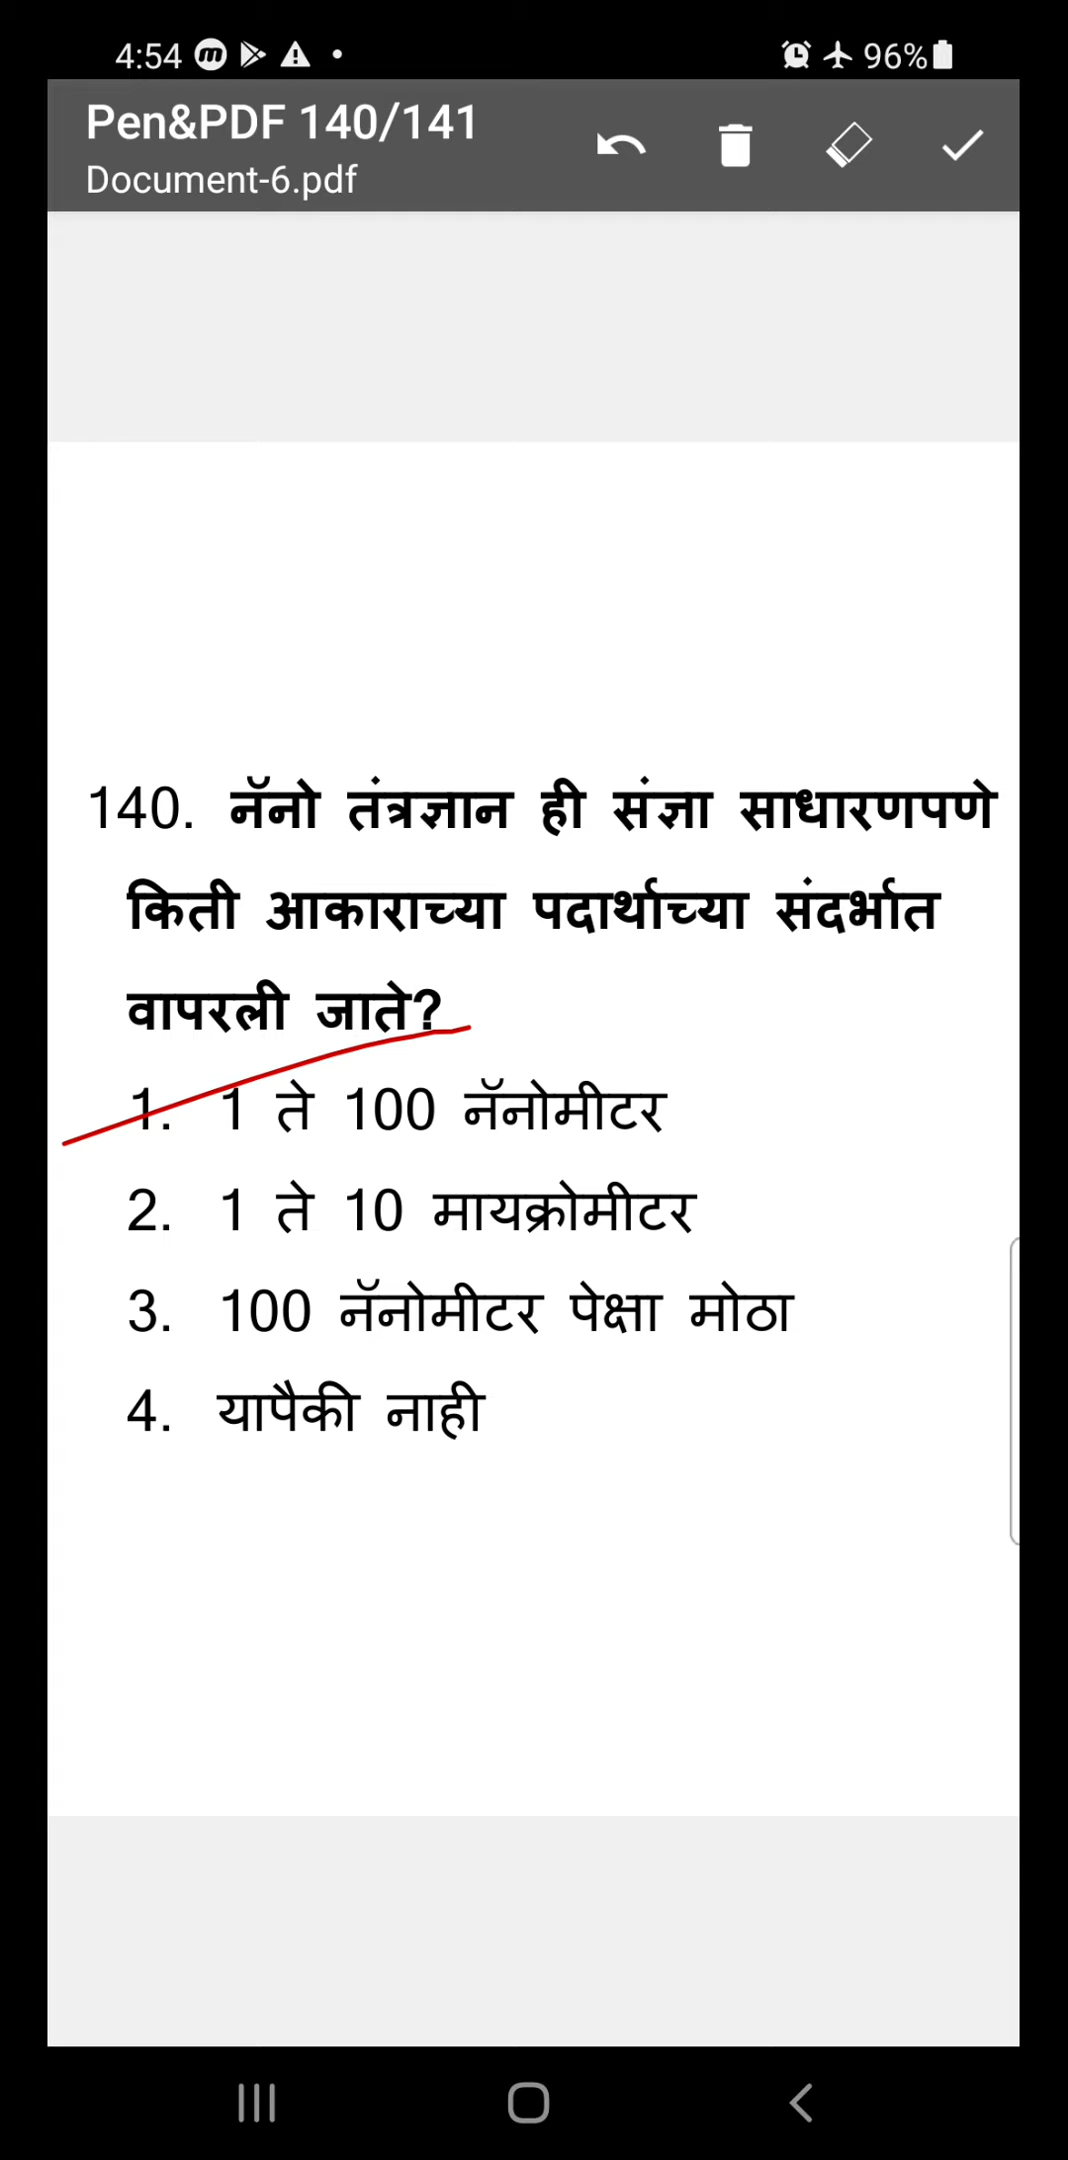 4:54
96%
Pen&PDF 140/141
Document-6.pdf
140. नॅनो तंत्रज्ञान ही संज्ञा साधारणपणे
किती आकाराच्या पदार्थाच्या संदर्भात
वापरली जाते?
1. 1 ते 100 नॅनोमीटर
2. 1 ते 10 मायक्रोमीटर
3. 100 नॅनोमीटर पेक्षा मोठा
4. यापैकी नाही